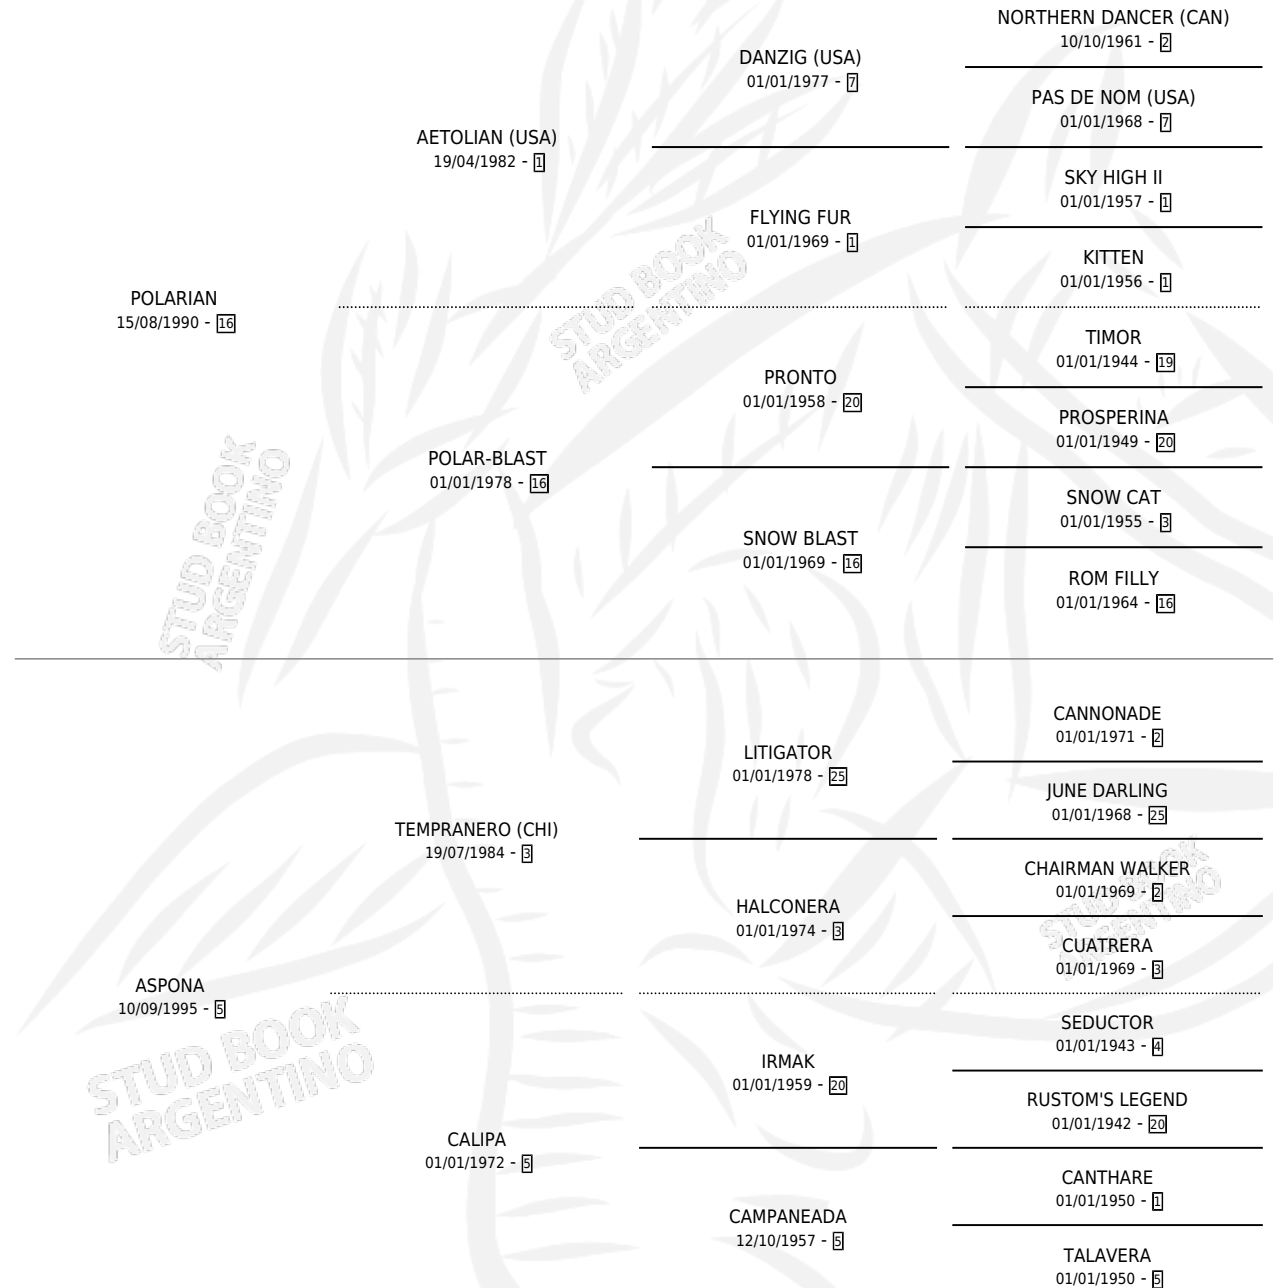 NORTHERN DANCER (CAN)
10/10/1961 - 2
DANZIG (USA)
01/01/1977 - 7
PAS DE NOM (USA)
01/01/1968 - 7
AETOLIAN (USA)
19/04/1982 - 1
SKY HIGH II
01/01/1957 - 1
FLYING FUR
01/01/1969 - 1
KITTEN
01/01/1956 - 1
POLARIAN
15/08/1990 - 16
TIMOR
01/01/1944 - 19
PRONTO
01/01/1958 - 20
PROSPERINA
01/01/1949 - 20
POLAR-BLAST
01/01/1978 - 16
SNOW CAT
01/01/1955 - 3
SNOW BLAST
01/01/1969 - 16
ROM FILLY
01/01/1964 - 16
CANNONADE
01/01/1971 - 2
LITIGATOR
01/01/1978 - 25
JUNE DARLING
01/01/1968 - 25
TEMPRANERO (CHI)
19/07/1984 - 3
CHAIRMAN WALKER
01/01/1969 - 2
HALCONERA
01/01/1974 - 3
CUATRERA
01/01/1969 - 3
ASPONA
10/09/1995 - 5
SEDUCTOR
01/01/1943 - 4
IRMAK
01/01/1959 - 20
RUSTOM'S LEGEND
01/01/1942 - 20
CALIPA
01/01/1972 - 5
CANTHARE
01/01/1950 - 1
CAMPANEADA
12/10/1957 - 5
TALAVERA
01/01/1950 - 5
STUD BOOK
ARGENTINO
STUD BOOK
ARGENTINO
STUD BOOK
ARGENTINO
STUD BOOK
ARGENTINO